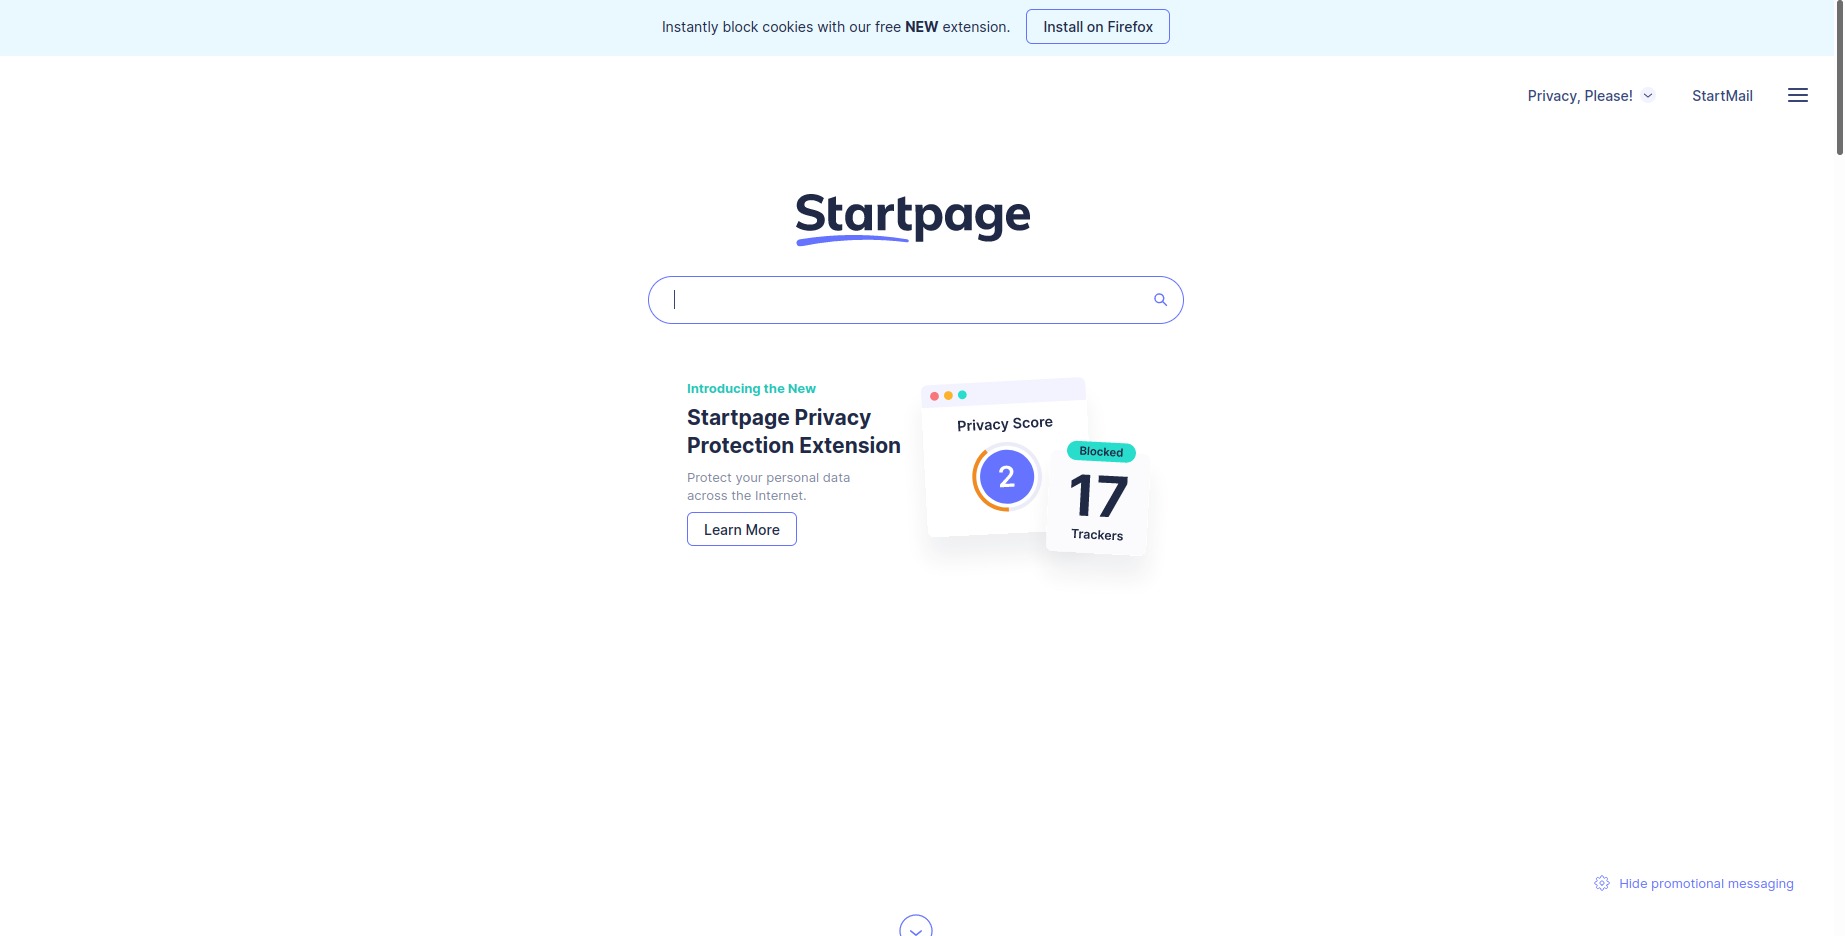 Instantly block cookies with our free NEW extension.
Install on Firefox
Privacy, Please!
StartMail
Startpage
Introducing the New
Startpage Privacy
Protection Extension
Protect your personal data
across the Internet.
Learn More
Privacy Score
2
Blocked
17
Trackers
Hide promotional messaging